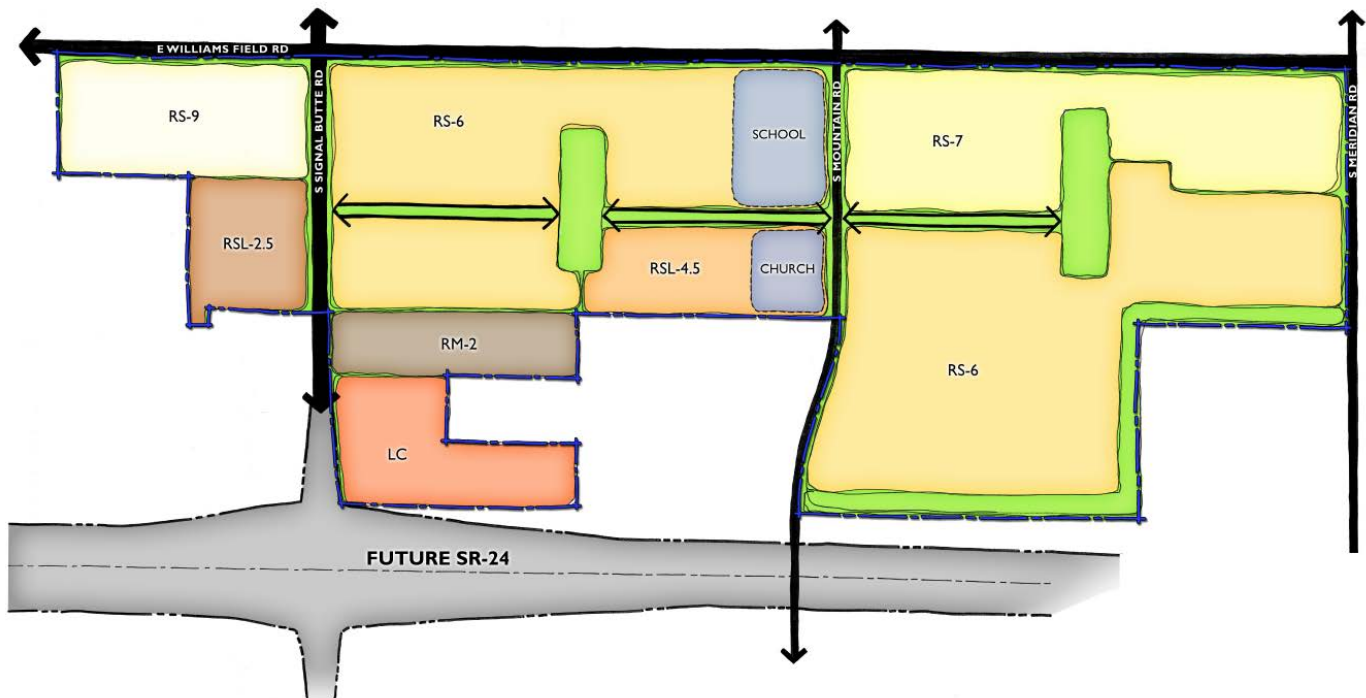 E WILLIAMS FIELD RD
S SIGNAL BUTTE RD
S MOUNTAIN RD
S MERIDIAN RD
RS-9
RS-6
SCHOOL
RS-7
RSL-2.5
RSL-4.5
CHURCH
RM-2
RS-6
LC
FUTURE SR-24